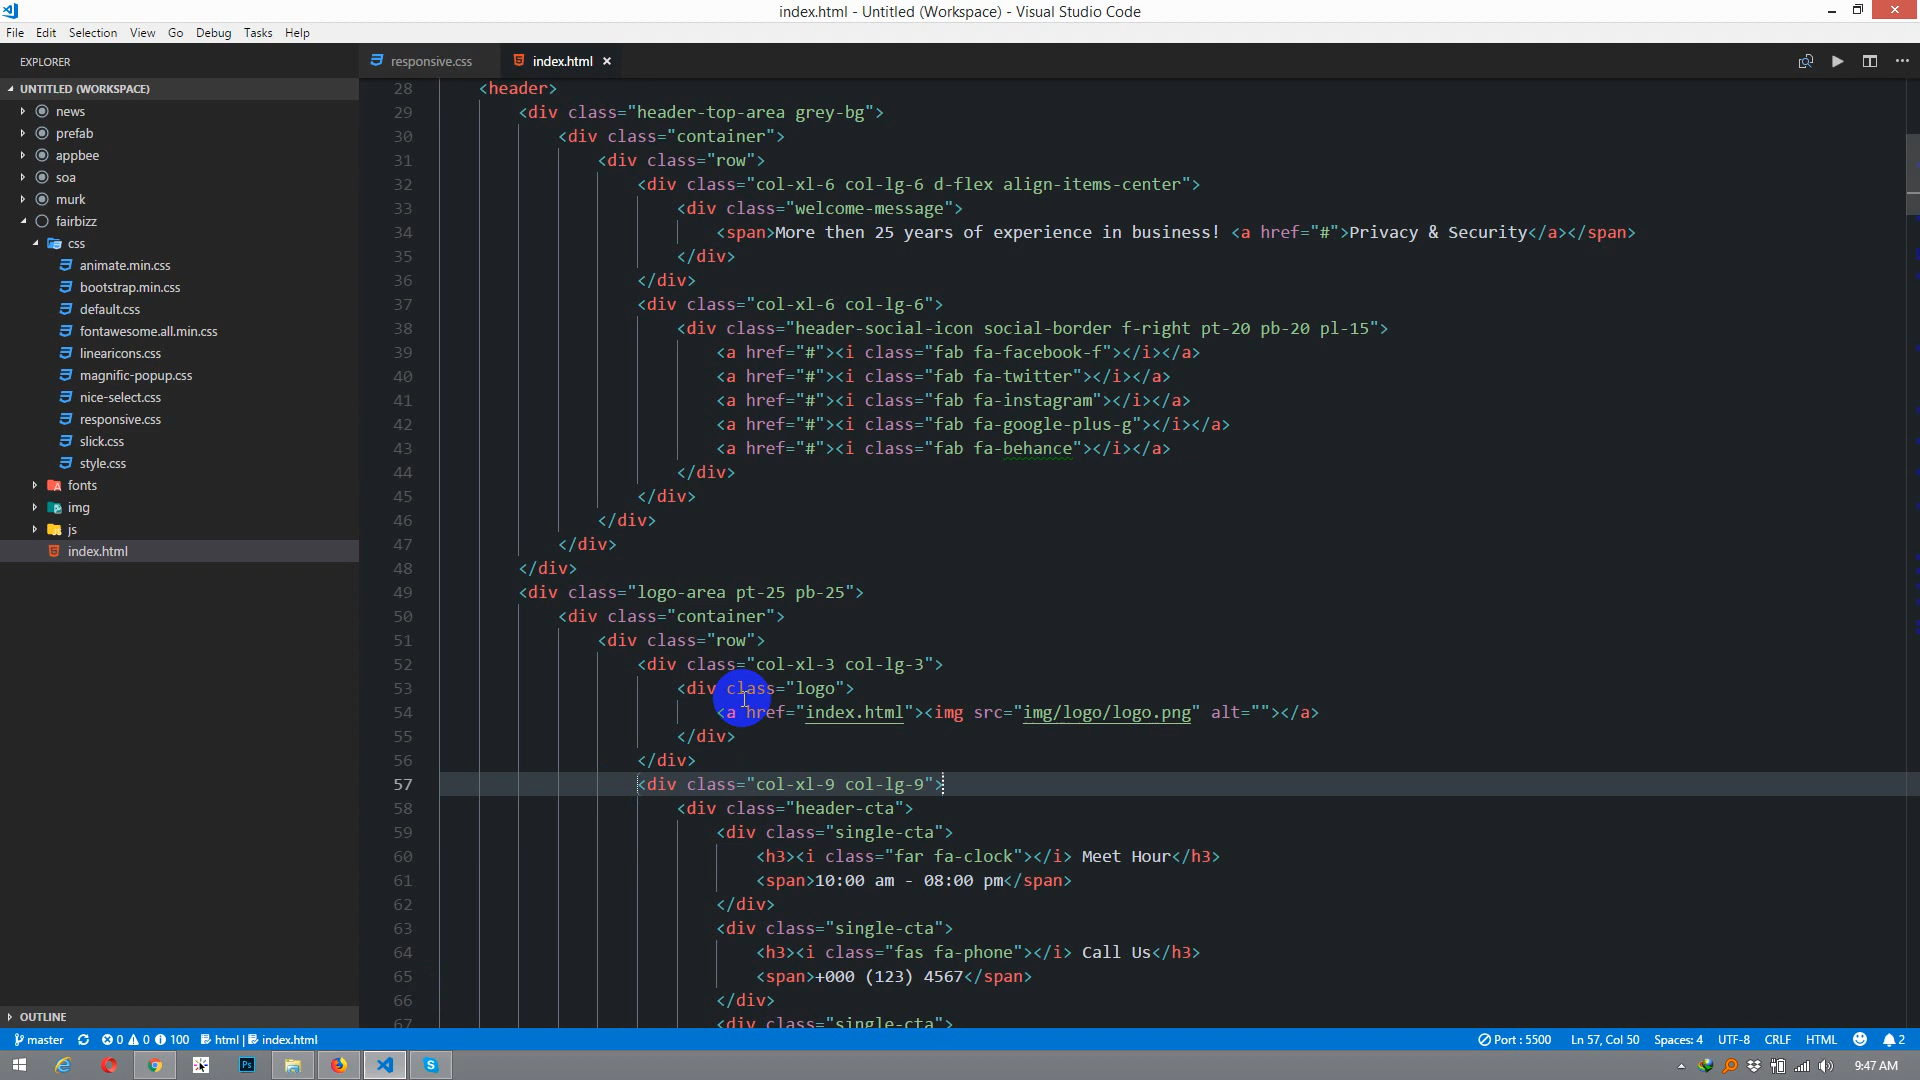 index.html - Untitled (Workspace) - Visual Studio Code
File Edit Selection View Go Debug Tasks Help
EXPLORER
UNTITLED (WORKSPACE)
news
prefab
appbee
soa
murk
fairbizz
css
animate.min.css
bootstrap.min.css
default.css
fontawesome.all.min.css
linearicons.css
magnific-popup.css
nice-select.css
responsive.css
slick.css
style.css
fonts
img
js
index.html
OUTLINE
responsive.css index.html ×
28 <header>
29 <div class="header-top-area grey-bg">
30 <div class="container">
31 <div class="row">
32 <div class="col-xl-6 col-lg-6 d-flex align-items-center">
33 <div class="welcome-message">
34 <span>More then 25 years of experience in business! <a href="#">Privacy & Security</a></span>
35 </div>
36 </div>
37 <div class="col-xl-6 col-lg-6">
38 <div class="header-social-icon social-border f-right pt-20 pb-20 pl-15">
39 <a href="#"><i class="fab fa-facebook-f"></i></a>
40 <a href="#"><i class="fab fa-twitter"></i></a>
41 <a href="#"><i class="fab fa-instagram"></i></a>
42 <a href="#"><i class="fab fa-google-plus-g"></i></a>
43 <a href="#"><i class="fab fa-behance"></i></a>
44 </div>
45 </div>
46 </div>
47 </div>
48 </div>
49 <div class="logo-area pt-25 pb-25">
50 <div class="container">
51 <div class="row">
52 <div class="col-xl-3 col-lg-3">
53 <div class="logo">
54 <a href="index.html"><img src="img/logo/logo.png" alt=""></a>
55 </div>
56 </div>
57 <div class="col-xl-9 col-lg-9">
58 <div class="header-cta">
59 <div class="single-cta">
60 <h3><i class="far fa-clock"></i> Meet Hour</h3>
61 <span>10:00 am - 08:00 pm</span>
62 </div>
63 <div class="single-cta">
64 <h3><i class="fas fa-phone"></i> Call Us</h3>
65 <span>+000 (123) 4567</span>
66 </div>
67 <div class="single-cta">
master 0 0 100 html | index.html Port : 5500 Ln 57, Col 50 Spaces: 4 UTF-8 CRLF HTML 2
Ps
9:47 AM